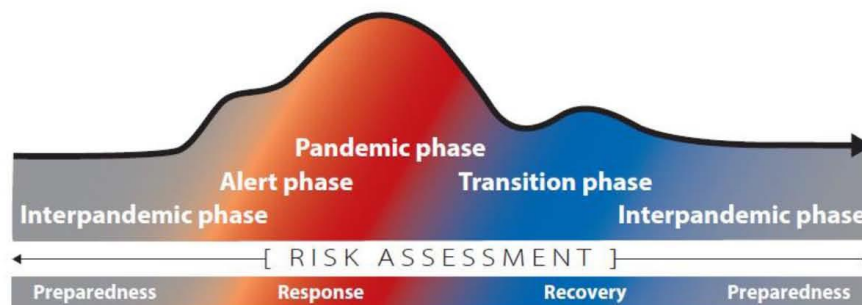 Pandemic phase
Alert phase
Transition phase
Interpandemic phase
Interpandemic phase
[ RISK ASSESSMENT ]
Preparedness
Response
Recovery
Preparedness